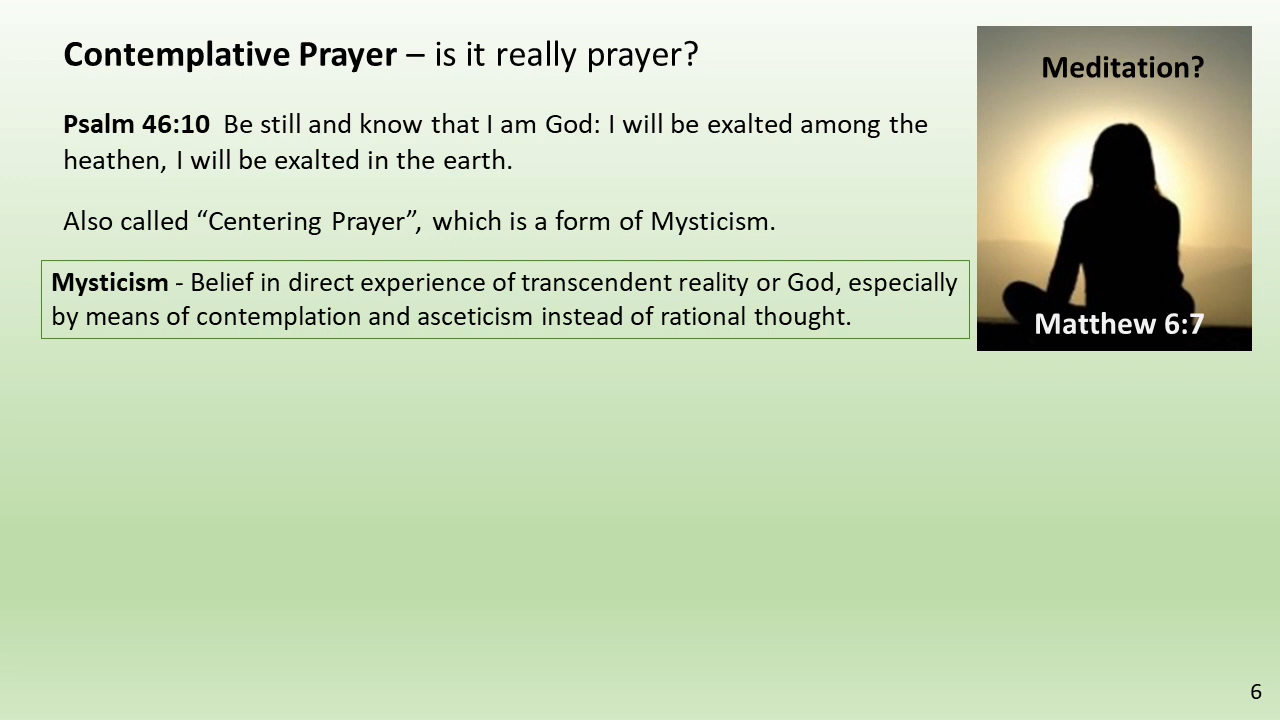 Contemplative Prayer – is it really prayer?
Psalm 46:10  Be still and know that I am God: I will be exalted among the
heathen, I will be exalted in the earth.
Also called “Centering Prayer”, which is a form of Mysticism.
Mysticism - Belief in direct experience of transcendent reality or God, especially
by means of contemplation and asceticism instead of rational thought.
Meditation?
Matthew 6:7
6